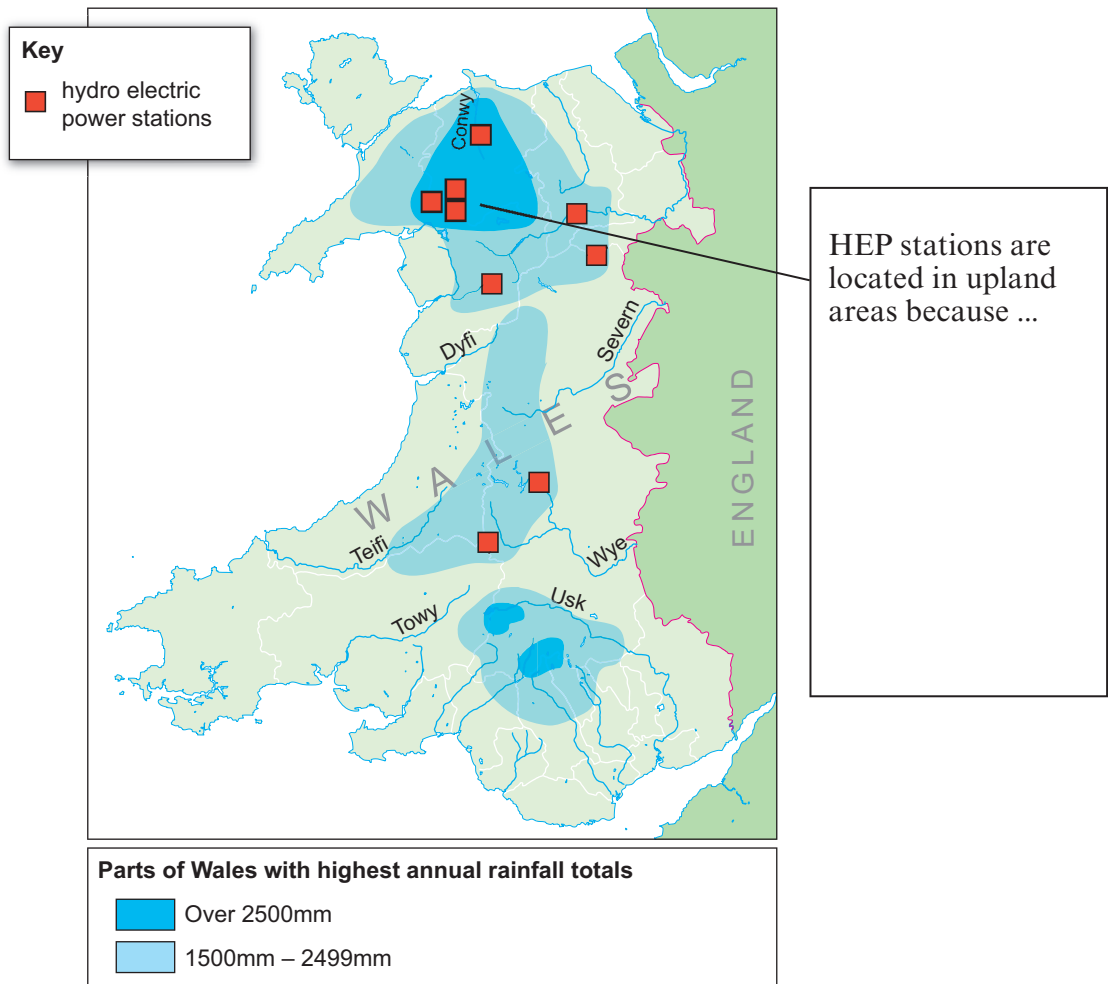 Key
hydro electric
power stations
Conwy
HEP stations are
located in upland
areas because ...
Dyfi
Severn
WALES
ENGLAND
Teifi
Wye
Towy
Usk
Parts of Wales with highest annual rainfall totals
Over 2500mm
1500mm – 2499mm